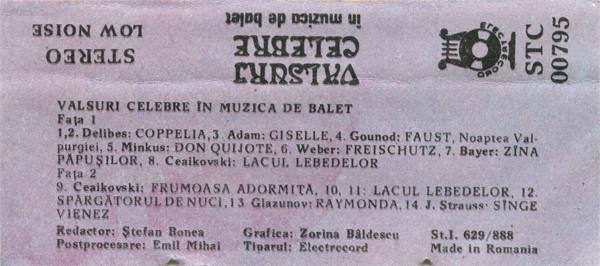 VALSURI
CELEBRE
în muzica de balet
STEREO
LOW NOISE
ELECTRECORD
STC
00795
VALSURI CELEBRE IN MUZICA DE BALET
Fața 1
1,2. Delibes: COPPELIA, 3. Adam: GISELLE, 4. Gounod: FAUST, Noaptea Val-
purgiei, 5. Minkus: DON QUIJOTE, 6. Weber: FREISCHUTZ, 7. Bayer: ZÎNA
PĂPUȘILOR, 8. Ceaikovski: LACUL LEBEDELOR
Fața 2
9. Ceaikovski: FRUMOASA ADORMITĂ, 10, 11: LACUL LEBEDELOR, 12.
SPĂRGĂTORUL DE NUCI, 13 Glazunov: RAYMONDA, 14. J. Strauss: SÎNGE
VIENEZ
Redactor: Ștefan Bonea Grafica: Zorina Băldescu St.I. 629/888
Postprocesare: Emil Mihai Tiparul: Electrecord Made in Romania